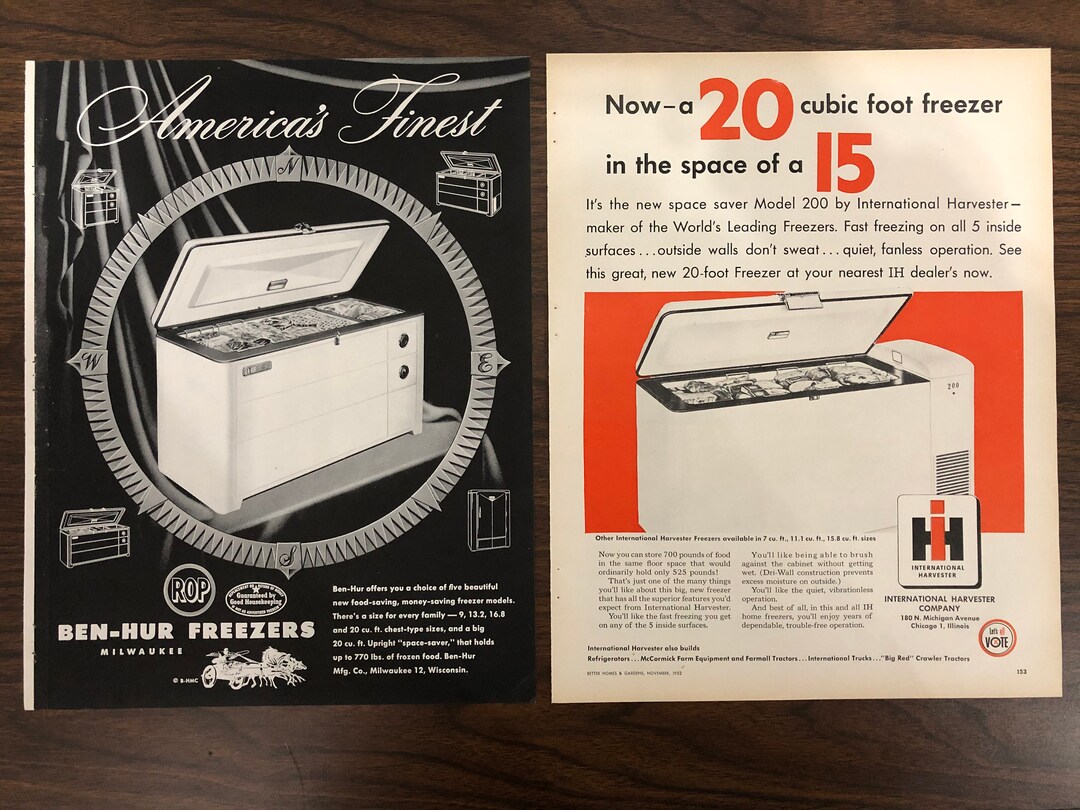 America's Finest
N
W
E
S
ROP
Guaranteed by
Good Housekeeping
BEN-HUR FREEZERS
MILWAUKEE
© B-HMC
Ben-Hur offers you a choice of five beautiful
new food-saving, money-saving freezer models.
There's a size for every family — 9, 13.2, 16.8
and 20 cu. ft. chest-type sizes, and a big
20 cu. ft. Upright "space-saver," that holds
up to 770 lbs. of frozen food. Ben-Hur
Mfg. Co., Milwaukee 12, Wisconsin.
Now—a 20 cubic foot freezer
in the space of a 15
It's the new space saver Model 200 by International Harvester—
maker of the World's Leading Freezers. Fast freezing on all 5 inside
surfaces...outside walls don't sweat...quiet, fanless operation. See
this great, new 20-foot Freezer at your nearest IH dealer's now.
200
Other International Harvester Freezers available in 7 cu. ft., 11.1 cu. ft., 15.8 cu. ft. sizes
Now you can store 700 pounds of food
in the same floor space that would
ordinarily hold only 525 pounds!
That's just one of the many things
you'll like about this big, new freezer
that has all the superior features you'd
expect from International Harvester.
You'll like the fast freezing you get
on any of the 5 inside surfaces.
You'll like being able to brush
against the cabinet without getting
wet. (Dri-Wall construction prevents
excess moisture on outside.)
You'll like the quiet, vibrationless
operation.
And best of all, in this and all IH
home freezers, you'll enjoy years of
dependable, trouble-free operation.
IH
INTERNATIONAL
HARVESTER
INTERNATIONAL HARVESTER
COMPANY
180 N. Michigan Avenue
Chicago 1, Illinois
Let's all
VOTE
International Harvester also builds
Refrigerators...McCormick Farm Equipment and Farmall Tractors...International Trucks..."Big Red" Crawler Tractors
BETTER HOMES & GARDENS, NOVEMBER, 1952
153